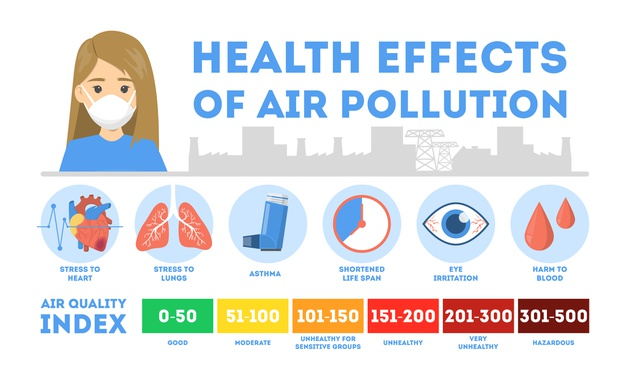 HEALTH EFFECTS
OF AIR POLLUTION
STRESS TO
HEART
STRESS TO
LUNGS
ASTHMA
SHORTENED
LIFE SPAN
EYE
IRRITATION
HARM TO
BLOOD
AIR QUALITY
INDEX
0-50
GOOD
51-100
MODERATE
101-150
UNHEALTHY FOR
SENSITIVE GROUPS
151-200
UNHEALTHY
201-300
VERY
UNHEALTHY
301-500
HAZARDOUS